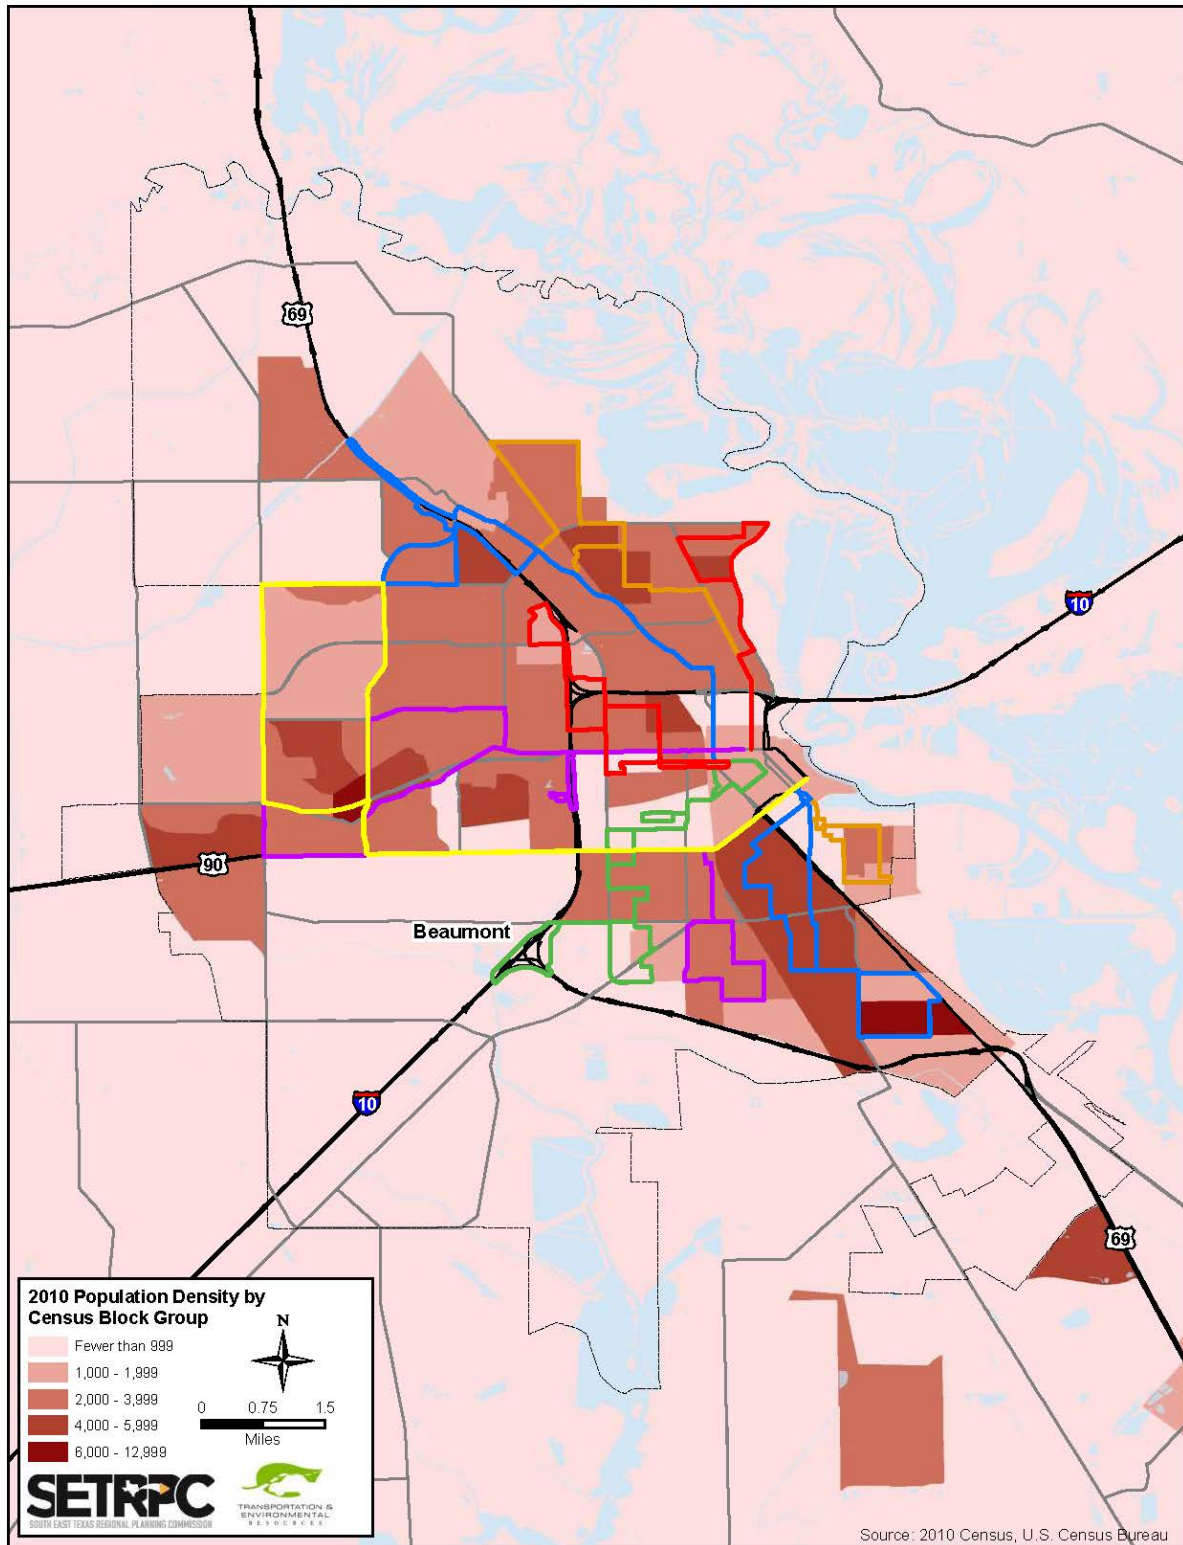 69
10
90
Beaumont
10
69
2010 Population Density by
Census Block Group
N
Fewer than 999
1,000 - 1,999
2,000 - 3,999
4,000 - 5,999
6,000 - 12,999
0 0.75 1.5
Miles
SETRPC
SOUTH EAST TEXAS REGIONAL PLANNING COMMISSION
TRANSPORTATION &
ENVIRONMENTAL
RESOURCES
Source: 2010 Census, U.S. Census Bureau